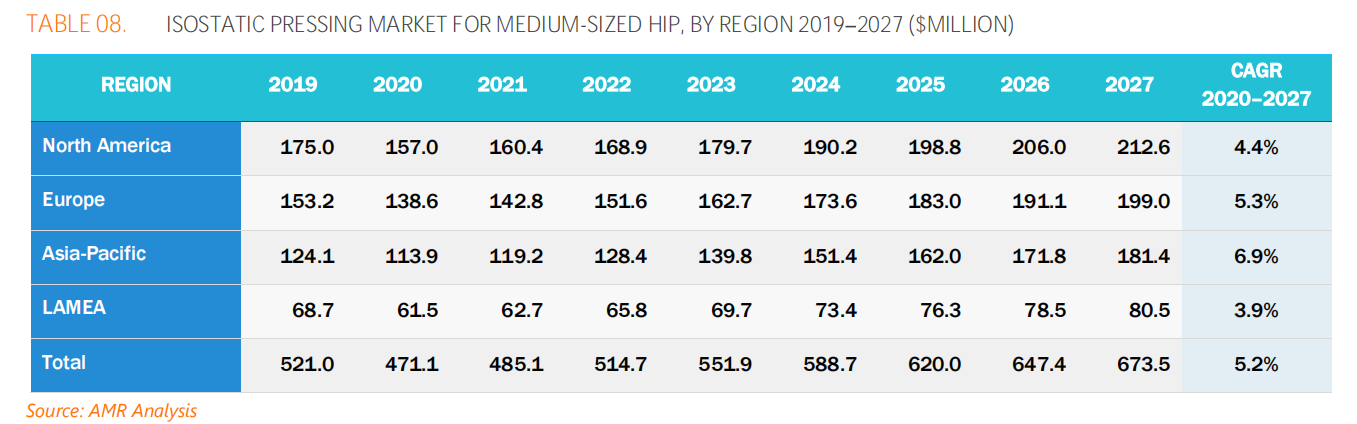 TABLE 08. ISOSTATIC PRESSING MARKET FOR MEDIUM-SIZED HIP, BY REGION 2019–2027 ($MILLION)
REGION 2019 2020 2021 2022 2023 2024 2025 2026 2027 CAGR 2020–2027
North America 175.0 157.0 160.4 168.9 179.7 190.2 198.8 206.0 212.6 4.4%
Europe 153.2 138.6 142.8 151.6 162.7 173.6 183.0 191.1 199.0 5.3%
Asia-Pacific 124.1 113.9 119.2 128.4 139.8 151.4 162.0 171.8 181.4 6.9%
LAMEA 68.7 61.5 62.7 65.8 69.7 73.4 76.3 78.5 80.5 3.9%
Total 521.0 471.1 485.1 514.7 551.9 588.7 620.0 647.4 673.5 5.2%
Source: AMR Analysis